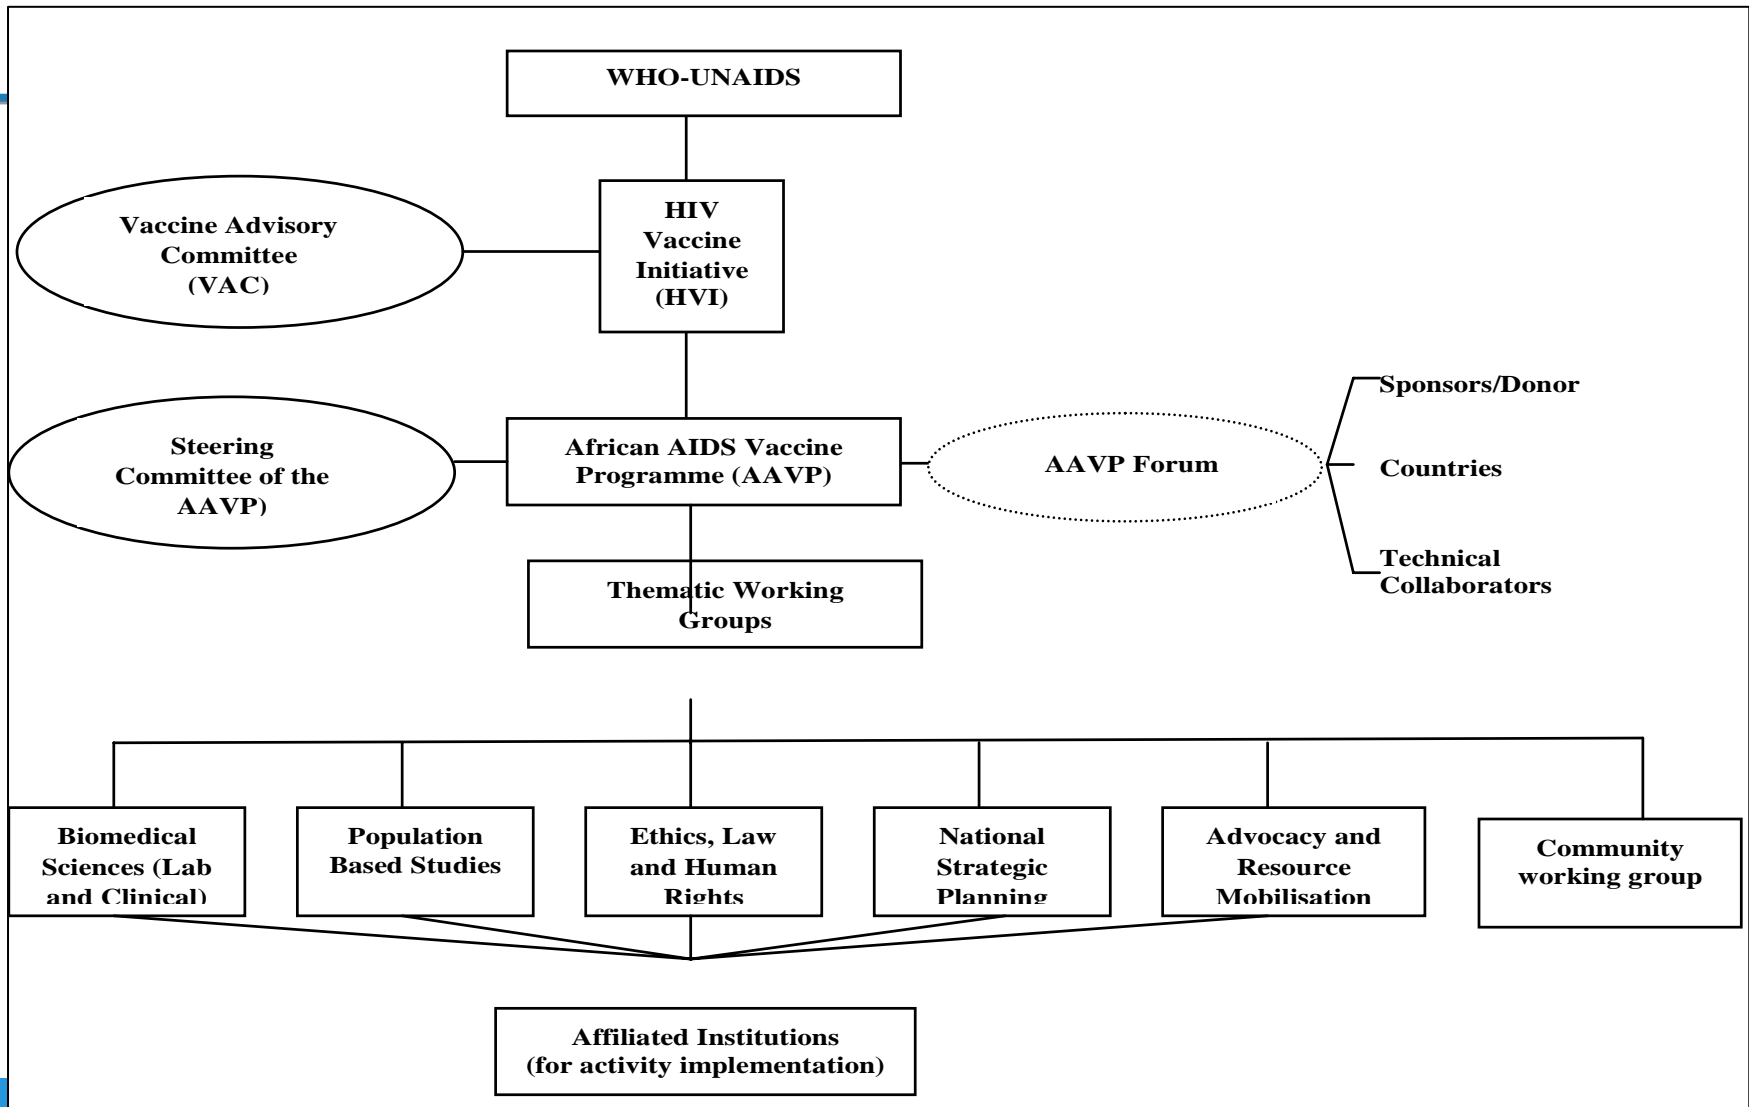 WHO-UNAIDS
Vaccine Advisory
Committee
(VAC)
HIV
Vaccine
Initiative
(HVI)
Steering
Committee of the
AAVP)
African AIDS Vaccine
Programme (AAVP)
AAVP Forum
Sponsors/Donor
Countries
Technical
Collaborators
Thematic Working
Groups
Biomedical
Sciences (Lab
and Clinical)
Population
Based Studies
Ethics, Law
and Human
Rights
National
Strategic
Planning
Advocacy and
Resource
Mobilisation
Community
working group
Affiliated Institutions
(for activity implementation)